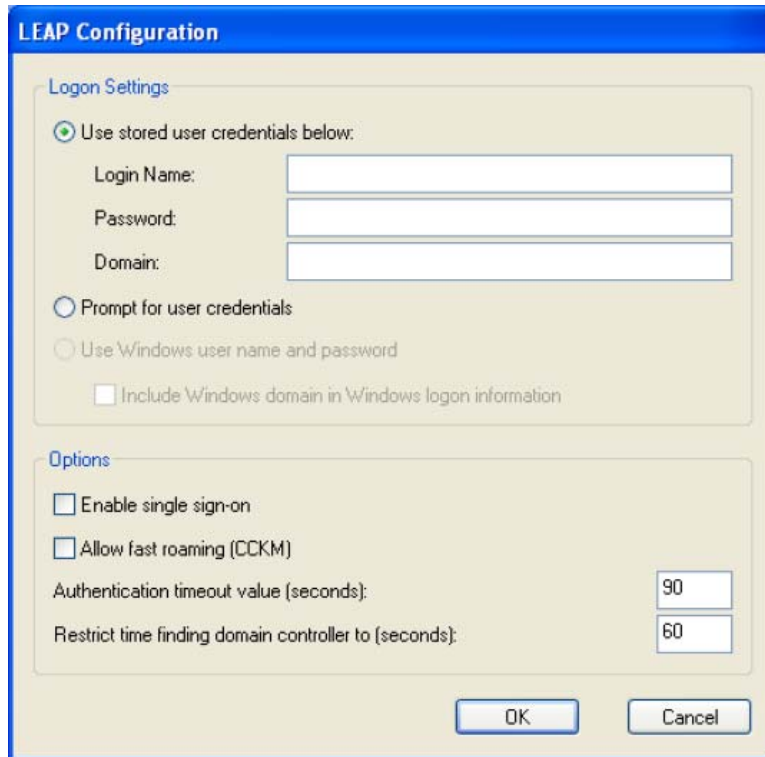 LEAP Configuration
Logon Settings
Use stored user credentials below:
Login Name:
Password:
Domain:
Prompt for user credentials
Use Windows user name and password
Include Windows domain in Windows logon information
Options
Enable single sign-on
Allow fast roaming (CCKM)
Authentication timeout value (seconds): 90
Restrict time finding domain controller to (seconds): 60
OK Cancel